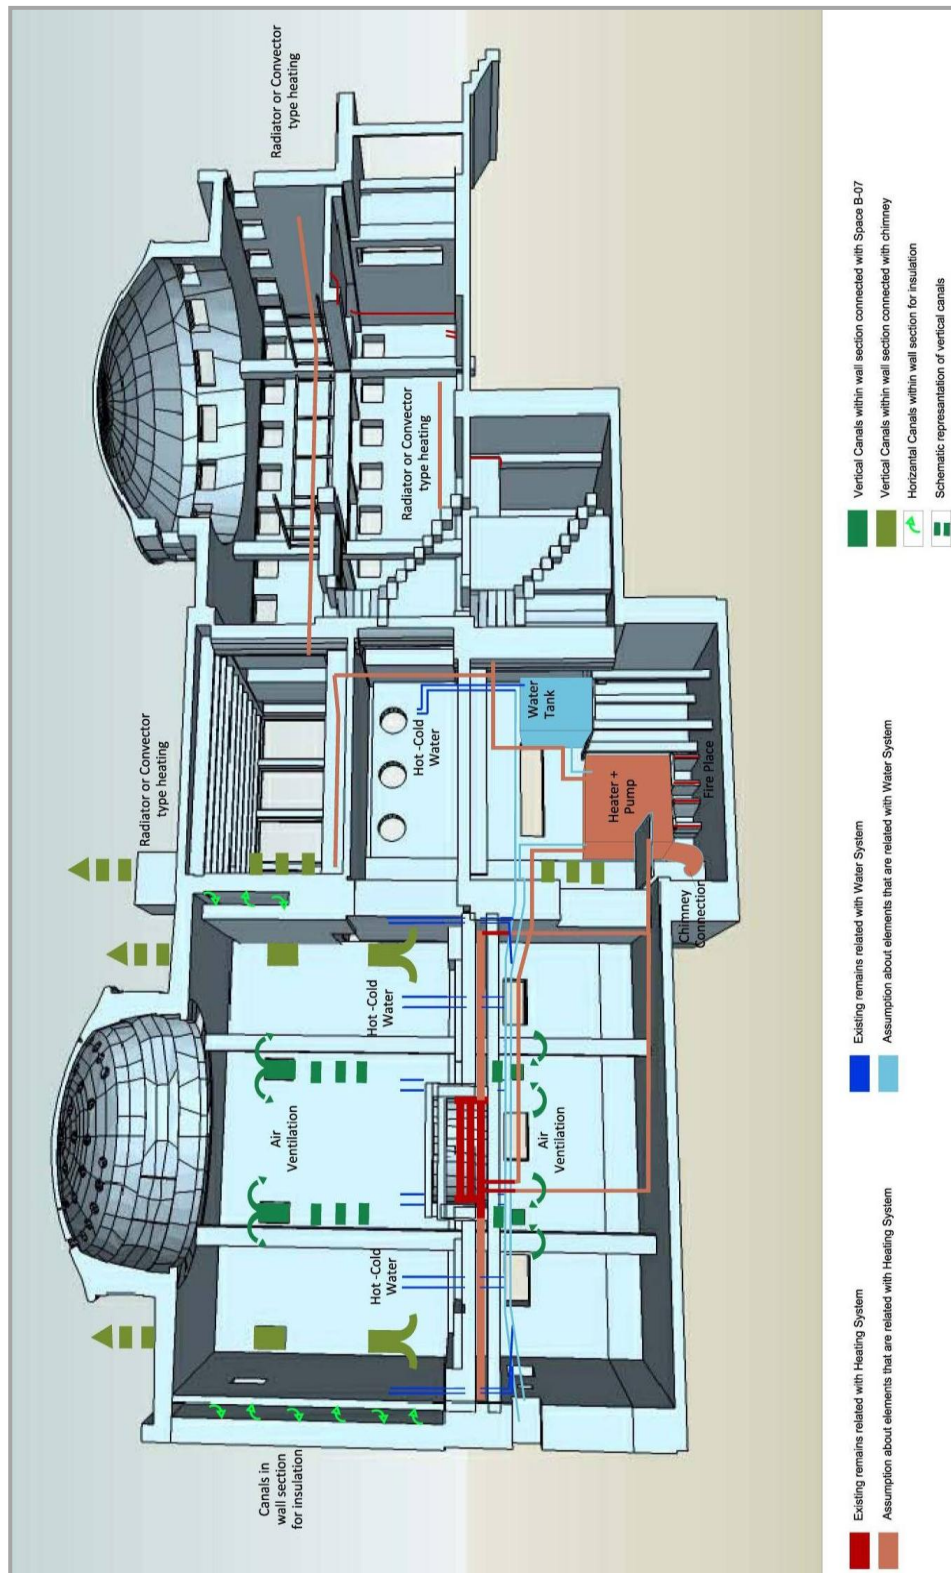 Radiator or Convector
type heating
Radiator or Convector
type heating
Radiator or Convector
type heating
Canals in
wall section
for insulation
Air
Ventilation
Hot -Cold
Water
Hot -Cold
Water
Hot -Cold
Water
Air
Ventilation
Water
Tank
Heater +
Pump
Fire Place
Chimney
Connection
Existing remains related with Heating System
Assumption about elements that are related with Heating System
Existing remains related with Water System
Assumption about elements that are related with Water System
Vertical Canals within wall section connected with Space B-07
Vertical Canals within wall section connected with chimney
Horizantal Canals within wall section for insulation
Schematic represantation of vertical canals